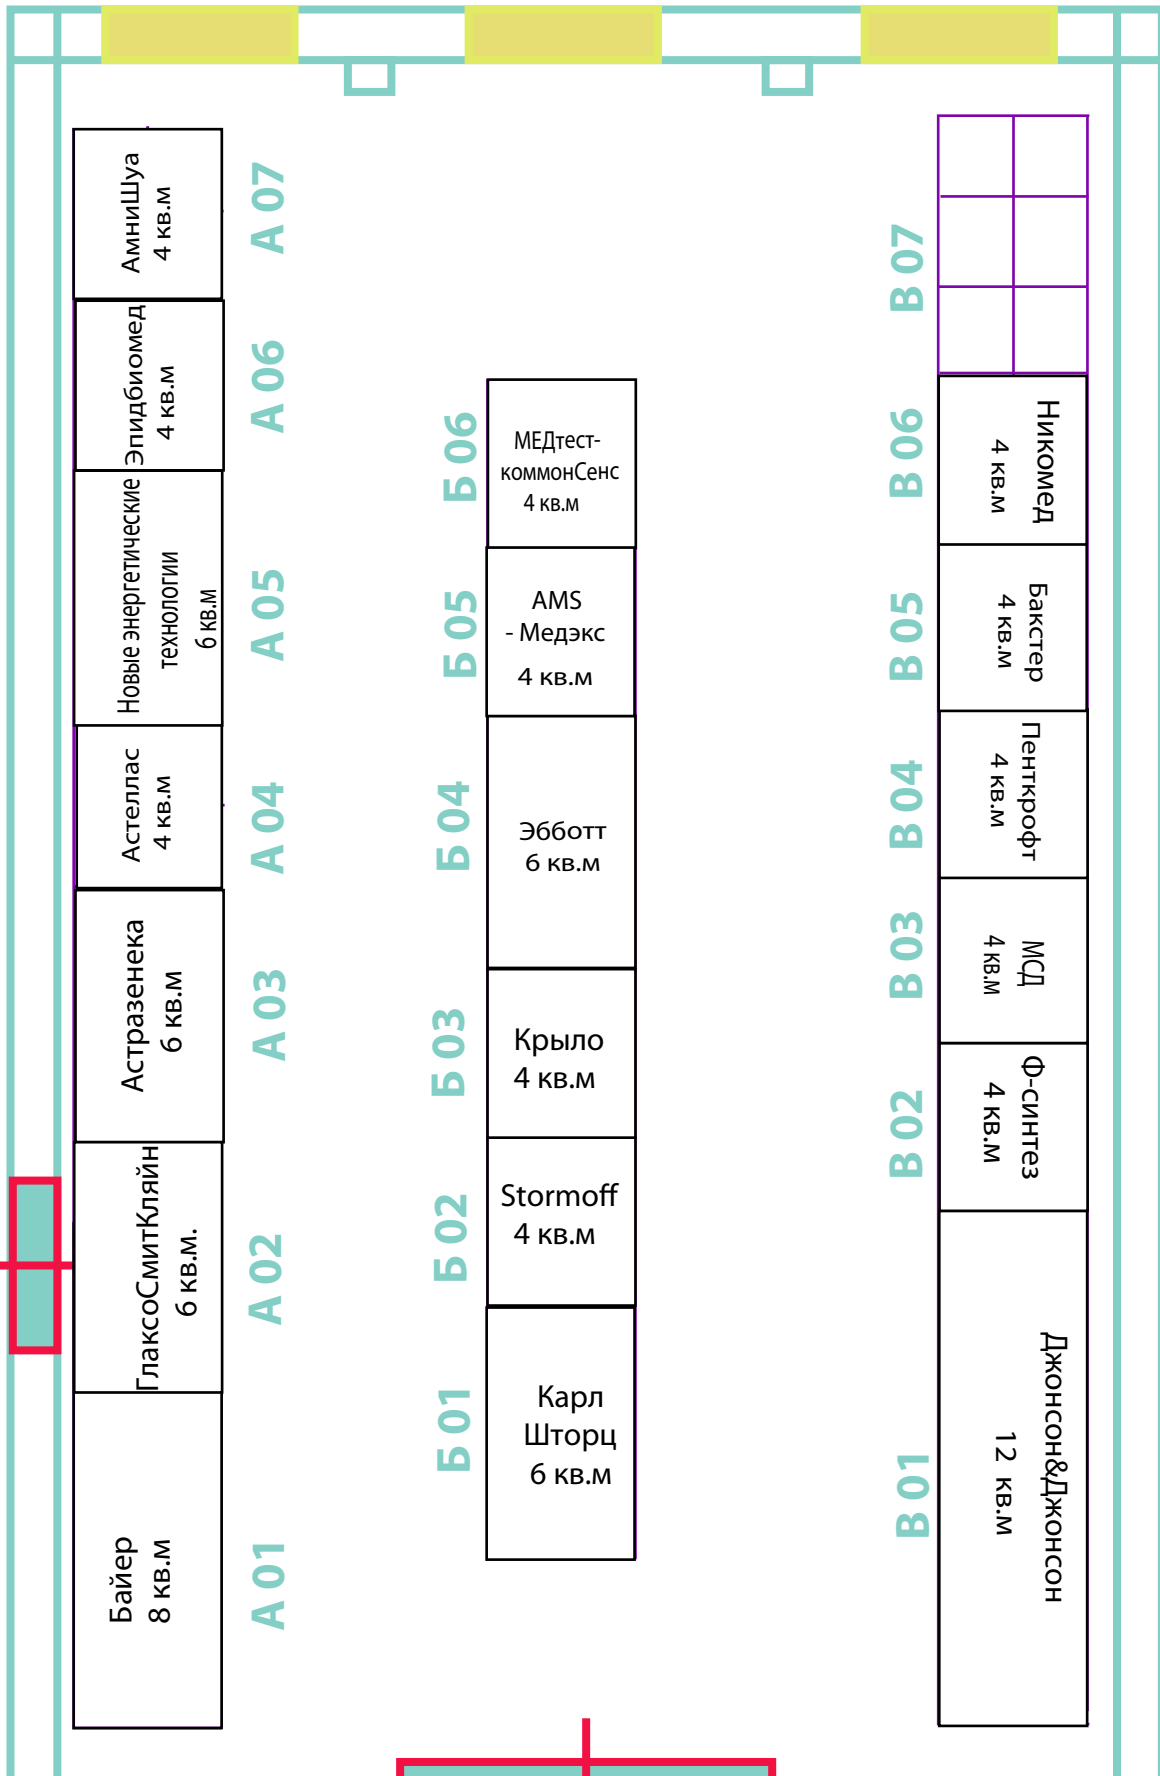 АмниШуа
4 кв.м
А 07
Эпидбиомед
4 кв.м
А 06
Новые энергетические
технологии
6 кв.м
А 05
Астеллас
4 кв.м
А 04
Астразенека
6 кв.м
А 03
ГлаксоСмитКляйн
6 кв.м.
А 02
Байер
8 кв.м
А 01
Б 06
МЕДтест-
коммонСенс
4 кв.м
Б 05
AMS
- Медэкс
4 кв.м
Б 04
Эбботт
6 кв.м
Б 03
Крыло
4 кв.м
Б 02
Stormoff
4 кв.м
Б 01
Карл
Шторц
6 кв.м
В 07
В 06
Никомед
4 кв.м
В 05
Бакстер
4 кв.м
В 04
Пенткрофт
4 кв.м
В 03
МСД
4 кв.м
В 02
Ф-синтез
4 кв.м
В 01
Джонсон&Джонсон
12 кв.м